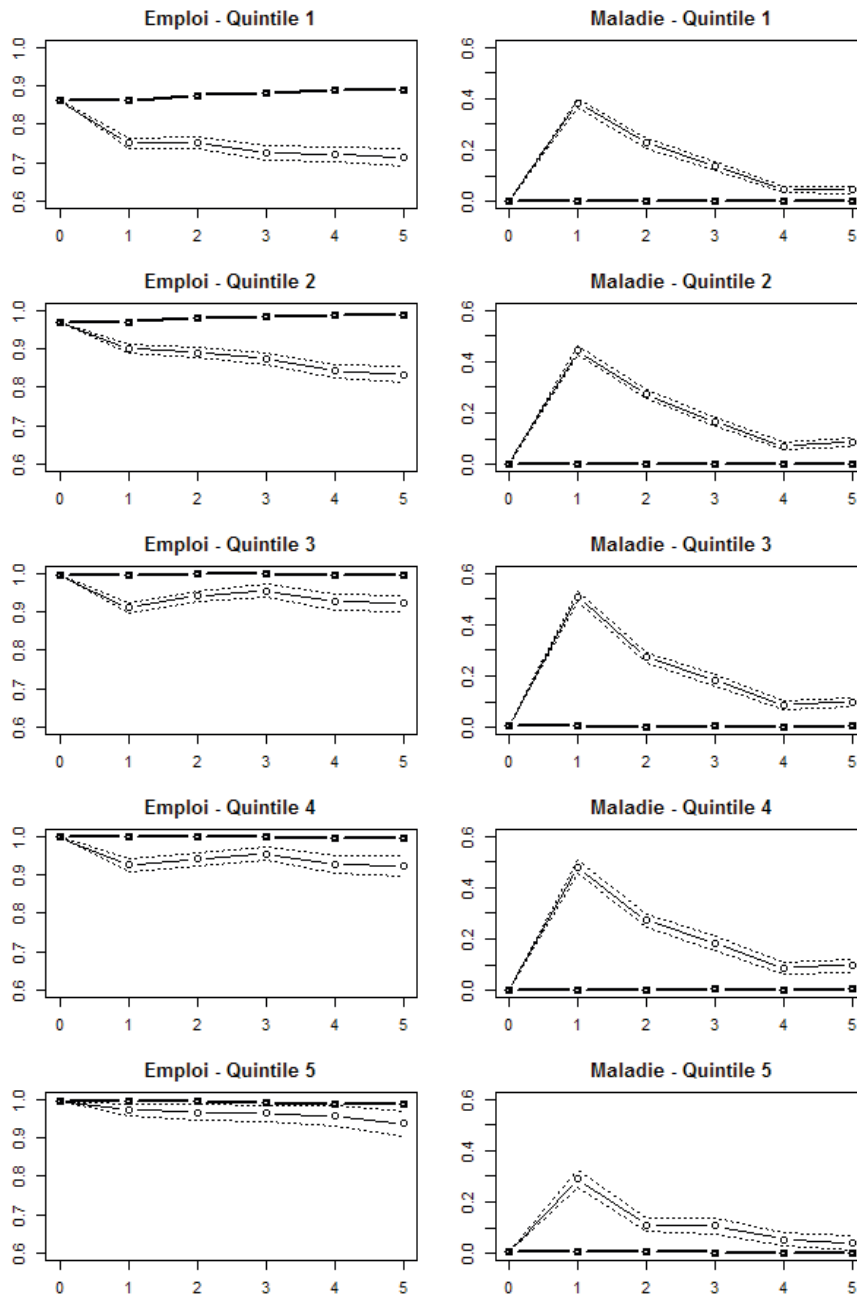 Emploi - Quintile 1
Maladie - Quintile 1
1.0
0.9
0.8
0.7
0.6
0.6
0.4
0.2
0.0
0 1 2 3 4 5
0 1 2 3 4 5
Emploi - Quintile 2
Maladie - Quintile 2
1.0
0.9
0.8
0.7
0.6
0.6
0.4
0.2
0.0
0 1 2 3 4 5
0 1 2 3 4 5
Emploi - Quintile 3
Maladie - Quintile 3
1.0
0.9
0.8
0.7
0.6
0.6
0.4
0.2
0.0
0 1 2 3 4 5
0 1 2 3 4 5
Emploi - Quintile 4
Maladie - Quintile 4
1.0
0.9
0.8
0.7
0.6
0.6
0.4
0.2
0.0
0 1 2 3 4 5
0 1 2 3 4 5
Emploi - Quintile 5
Maladie - Quintile 5
1.0
0.9
0.8
0.7
0.6
0.6
0.4
0.2
0.0
0 1 2 3 4 5
0 1 2 3 4 5